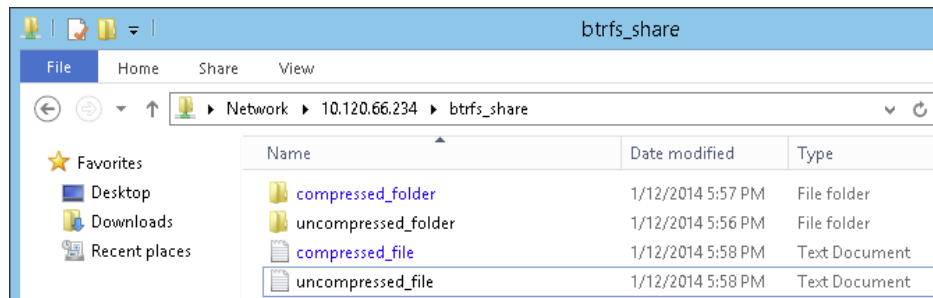 btrfs_share
File Home Share View
Network 10.120.66.234 btrfs_share
Favorites
Desktop
Downloads
Recent places
Name Date modified Type
compressed_folder 1/12/2014 5:57 PM File folder
uncompressed_folder 1/12/2014 5:56 PM File folder
compressed_file 1/12/2014 5:58 PM Text Document
uncompressed_file 1/12/2014 5:58 PM Text Document